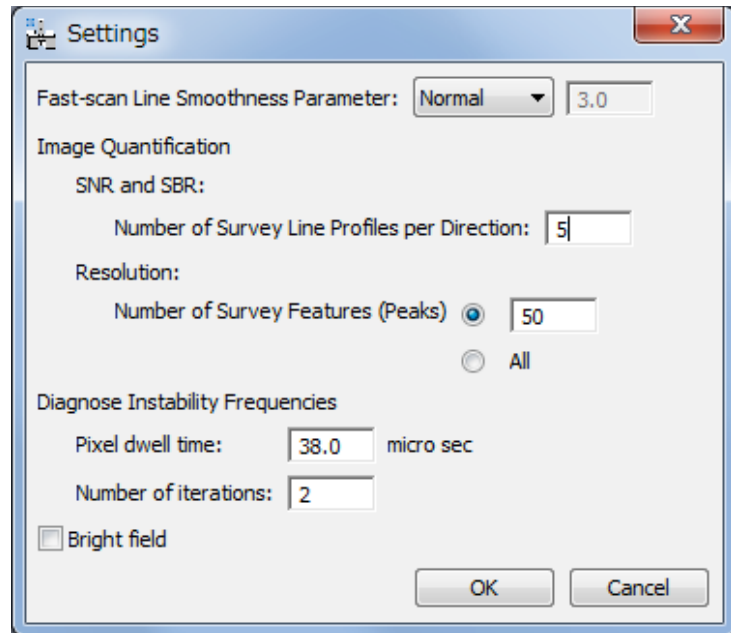 Settings
Fast-scan Line Smoothness Parameter: Normal 3.0
Image Quantification
SNR and SBR:
Number of Survey Line Profiles per Direction: 5
Resolution:
Number of Survey Features (Peaks) 50
All
Diagnose Instability Frequencies
Pixel dwell time: 38.0 micro sec
Number of iterations: 2
Bright field
OK Cancel